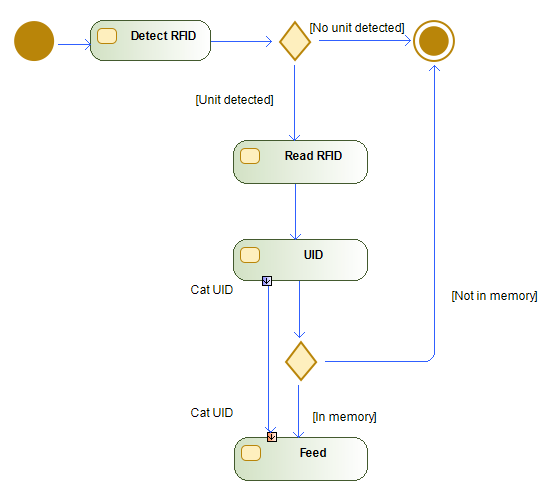 Detect RFID
[No unit detected]
[Unit detected]
Read RFID
UID
Cat UID
[Not in memory]
Cat UID
[In memory]
Feed